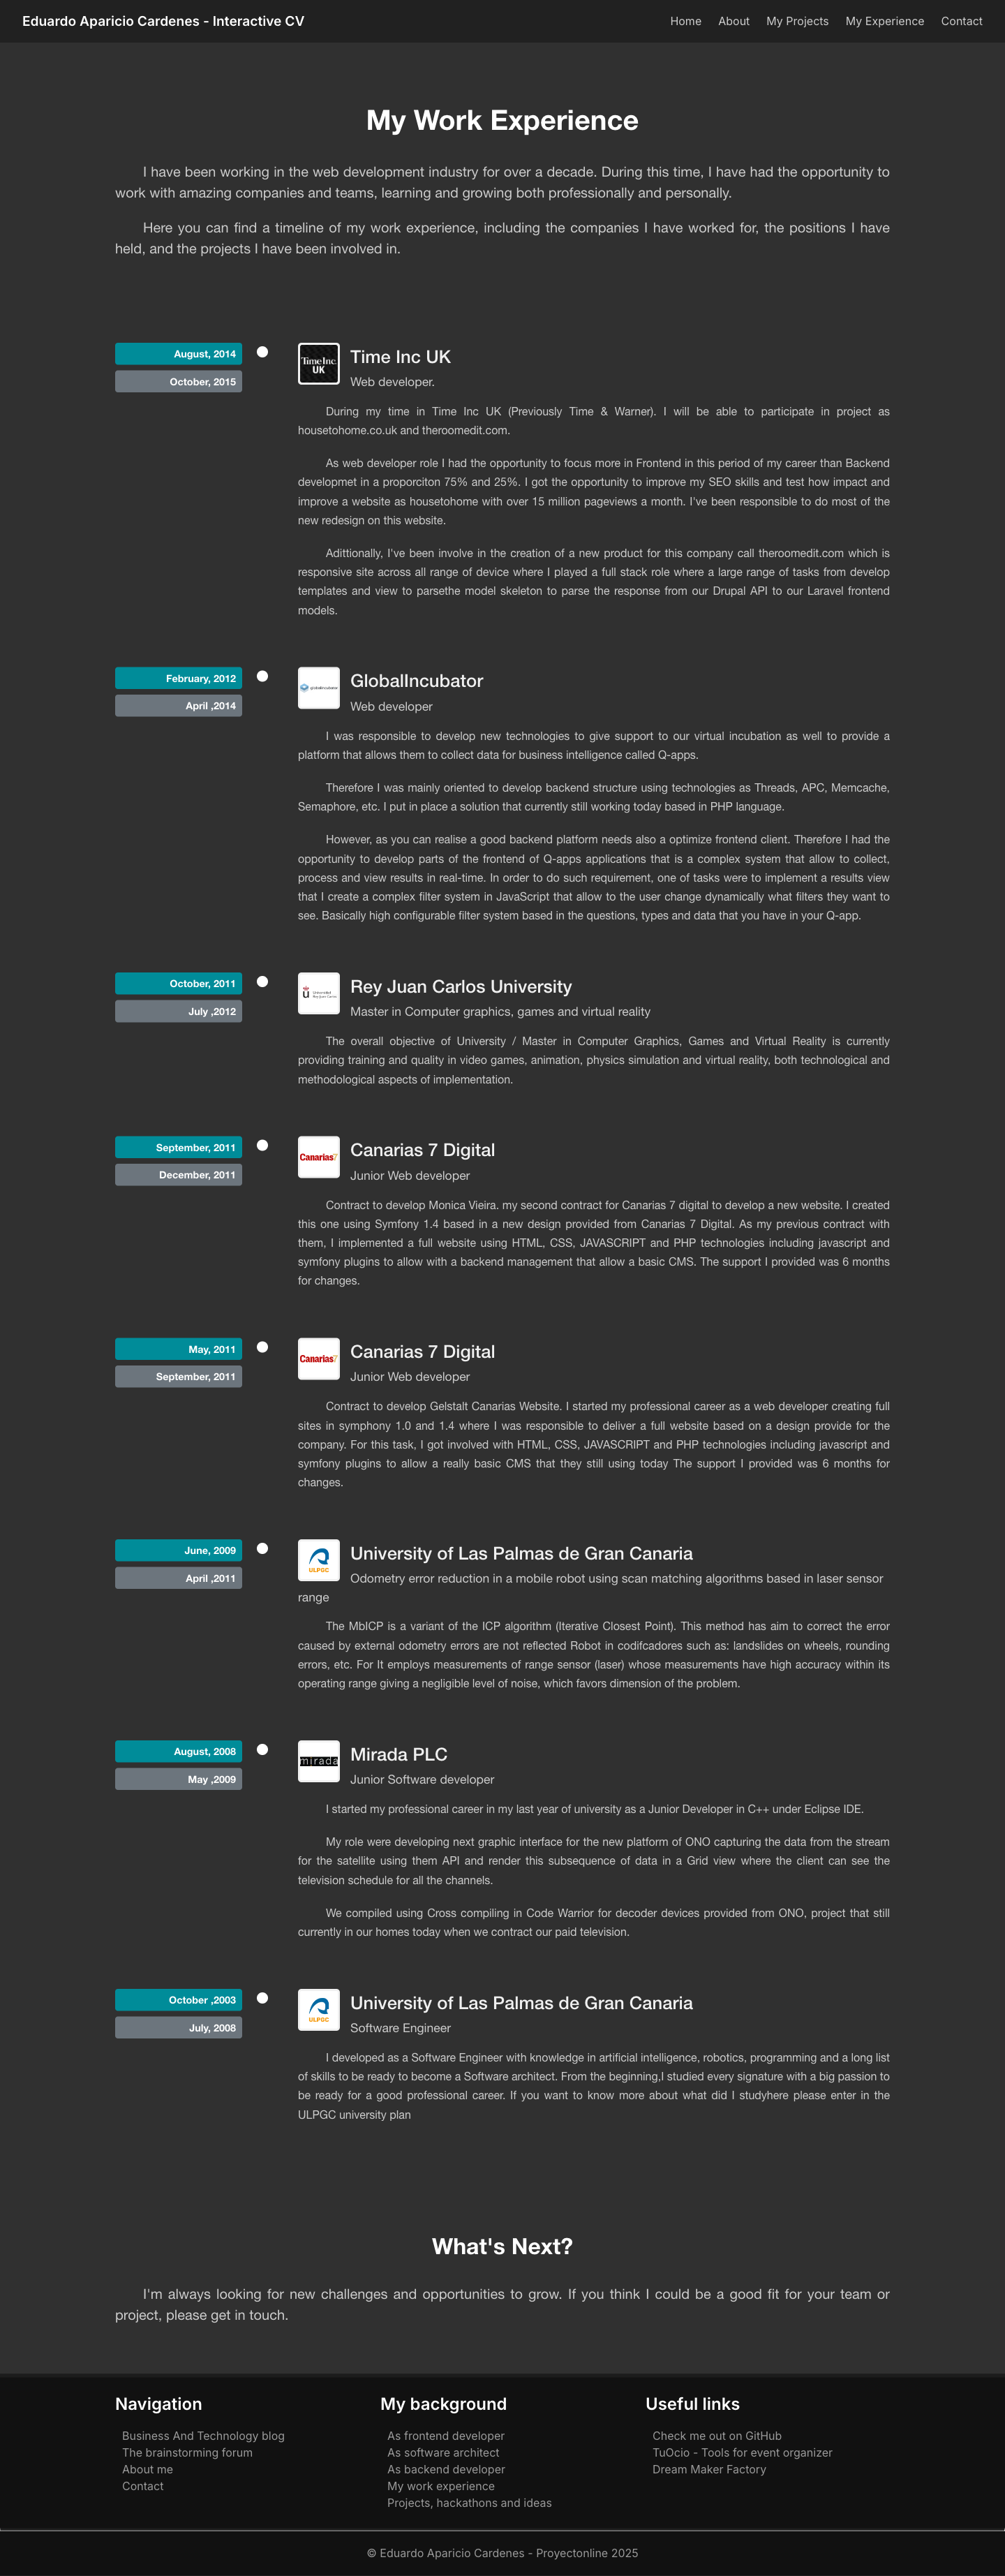 Eduardo Aparicio Cardenes - Interactive CV
Home About My Projects My Experience Contact
My Work Experience
I have been working in the web development industry for over a decade. During this time, I have had the opportunity to
work with amazing companies and teams, learning and growing both professionally and personally.
Here you can find a timeline of my work experience, including the companies I have worked for, the positions I have
held, and the projects I have been involved in.
August, 2014
October, 2015
Time Inc.
UK
Time Inc UK
Web developer.
During my time in Time Inc UK (Previously Time & Warner). I will be able to participate in project as
housetohome.co.uk and theroomedit.com.
As web developer role I had the opportunity to focus more in Frontend in this period of my career than Backend
developmet in a proporciton 75% and 25%. I got the opportunity to improve my SEO skills and test how impact and
improve a website as housetohome with over 15 million pageviews a month. I've been responsible to do most of the
new redesign on this website.
Adittionally, I've been involve in the creation of a new product for this company call theroomedit.com which is
responsive site across all range of device where I played a full stack role where a large range of tasks from develop
templates and view to parsethe model skeleton to parse the response from our Drupal API to our Laravel frontend
models.
February, 2012
April ,2014
globalincubator
GlobalIncubator
Web developer
I was responsible to develop new technologies to give support to our virtual incubation as well to provide a
platform that allows them to collect data for business intelligence called Q-apps.
Therefore I was mainly oriented to develop backend structure using technologies as Threads, APC, Memcache,
Semaphore, etc. I put in place a solution that currently still working today based in PHP language.
However, as you can realise a good backend platform needs also a optimize frontend client. Therefore I had the
opportunity to develop parts of the frontend of Q-apps applications that is a complex system that allow to collect,
process and view results in real-time. In order to do such requirement, one of tasks were to implement a results view
that I create a complex filter system in JavaScript that allow to the user change dynamically what filters they want to
see. Basically high configurable filter system based in the questions, types and data that you have in your Q-app.
October, 2011
July ,2012
Universidad
Rey Juan Carlos
Rey Juan Carlos University
Master in Computer graphics, games and virtual reality
The overall objective of University / Master in Computer Graphics, Games and Virtual Reality is currently
providing training and quality in video games, animation, physics simulation and virtual reality, both technological and
methodological aspects of implementation.
September, 2011
December, 2011
Canarias7
Canarias 7 Digital
Junior Web developer
Contract to develop Monica Vieira. my second contract for Canarias 7 digital to develop a new website. I created
this one using Symfony 1.4 based in a new design provided from Canarias 7 Digital. As my previous contract with
them, I implemented a full website using HTML, CSS, JAVASCRIPT and PHP technologies including javascript and
symfony plugins to allow with a backend management that allow a basic CMS. The support I provided was 6 months
for changes.
May, 2011
September, 2011
Canarias7
Canarias 7 Digital
Junior Web developer
Contract to develop Gelstalt Canarias Website. I started my professional career as a web developer creating full
sites in symphony 1.0 and 1.4 where I was responsible to deliver a full website based on a design provide for the
company. For this task, I got involved with HTML, CSS, JAVASCRIPT and PHP technologies including javascript and
symfony plugins to allow a really basic CMS that they still using today The support I provided was 6 months for
changes.
June, 2009
April ,2011
ULPGC
University of Las Palmas de Gran Canaria
Odometry error reduction in a mobile robot using scan matching algorithms based in laser sensor
range
The MbICP is a variant of the ICP algorithm (Iterative Closest Point). This method has aim to correct the error
caused by external odometry errors are not reflected Robot in codifcadores such as: landslides on wheels, rounding
errors, etc. For It employs measurements of range sensor (laser) whose measurements have high accuracy within its
operating range giving a negligible level of noise, which favors dimension of the problem.
August, 2008
May ,2009
mirada
Mirada PLC
Junior Software developer
I started my professional career in my last year of university as a Junior Developer in C++ under Eclipse IDE.
My role were developing next graphic interface for the new platform of ONO capturing the data from the stream
for the satellite using them API and render this subsequence of data in a Grid view where the client can see the
television schedule for all the channels.
We compiled using Cross compiling in Code Warrior for decoder devices provided from ONO, project that still
currently in our homes today when we contract our paid television.
October ,2003
July, 2008
ULPGC
University of Las Palmas de Gran Canaria
Software Engineer
I developed as a Software Engineer with knowledge in artificial intelligence, robotics, programming and a long list
of skills to be ready to become a Software architect. From the beginning,I studied every signature with a big passion to
be ready for a good professional career. If you want to know more about what did I studyhere please enter in the
ULPGC university plan
What's Next?
I'm always looking for new challenges and opportunities to grow. If you think I could be a good fit for your team or
project, please get in touch.
Navigation
Business And Technology blog
The brainstorming forum
About me
Contact
My background
As frontend developer
As software architect
As backend developer
My work experience
Projects, hackathons and ideas
Useful links
Check me out on GitHub
TuOcio - Tools for event organizer
Dream Maker Factory
© Eduardo Aparicio Cardenes - Proyectonline 2025